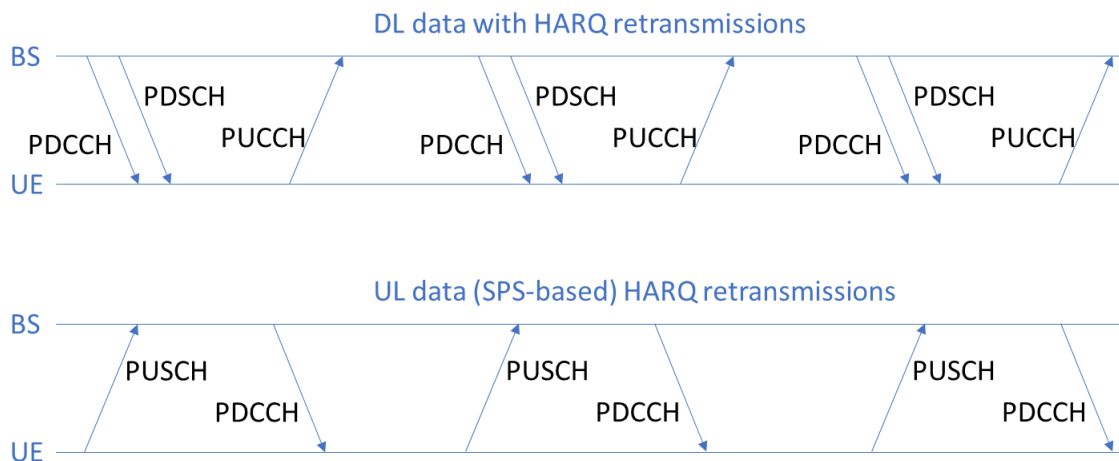 DL data with HARQ retransmissions
BS
PDSCH PDSCH PDSCH
PDCCH PUCCH PDCCH PUCCH PDCCH PUCCH
UE
UL data (SPS-based) HARQ retransmissions
BS
PUSCH PUSCH PUSCH
PDCCH PDCCH PDCCH
UE